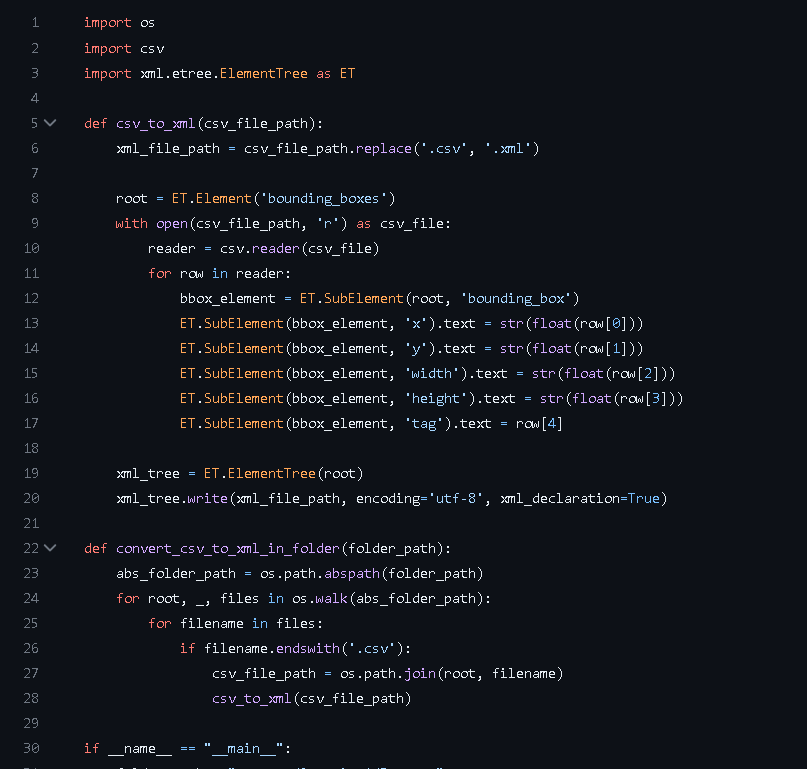 1 import os
2 import csv
3 import xml.etree.ElementTree as ET
4
5 def csv_to_xml(csv_file_path):
6     xml_file_path = csv_file_path.replace('.csv', '.xml')
7
8     root = ET.Element('bounding_boxes')
9     with open(csv_file_path, 'r') as csv_file:
10         reader = csv.reader(csv_file)
11         for row in reader:
12             bbox_element = ET.SubElement(root, 'bounding_box')
13             ET.SubElement(bbox_element, 'x').text = str(float(row[0]))
14             ET.SubElement(bbox_element, 'y').text = str(float(row[1]))
15             ET.SubElement(bbox_element, 'width').text = str(float(row[2]))
16             ET.SubElement(bbox_element, 'height').text = str(float(row[3]))
17             ET.SubElement(bbox_element, 'tag').text = row[4]
18
19     xml_tree = ET.ElementTree(root)
20     xml_tree.write(xml_file_path, encoding='utf-8', xml_declaration=True)
21
22 def convert_csv_to_xml_in_folder(folder_path):
23     abs_folder_path = os.path.abspath(folder_path)
24     for root, _, files in os.walk(abs_folder_path):
25         for filename in files:
26             if filename.endswith('.csv'):
27                 csv_file_path = os.path.join(root, filename)
28                 csv_to_xml(csv_file_path)
29
30 if __name__ == "__main__":